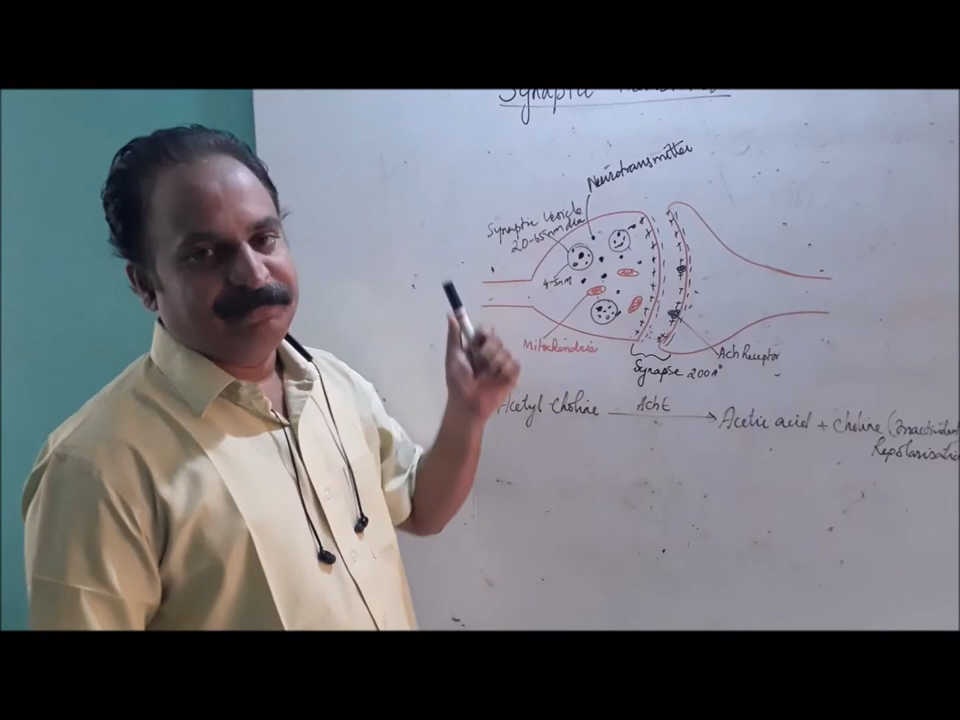 Synaptic
Neurotransmitter
Synaptic vesicle
20-65nm dia
4-5nm
Mitochondria
Ach Receptor
Synapse 200A°
Acetyl-choline AchE Acetic acid + choline